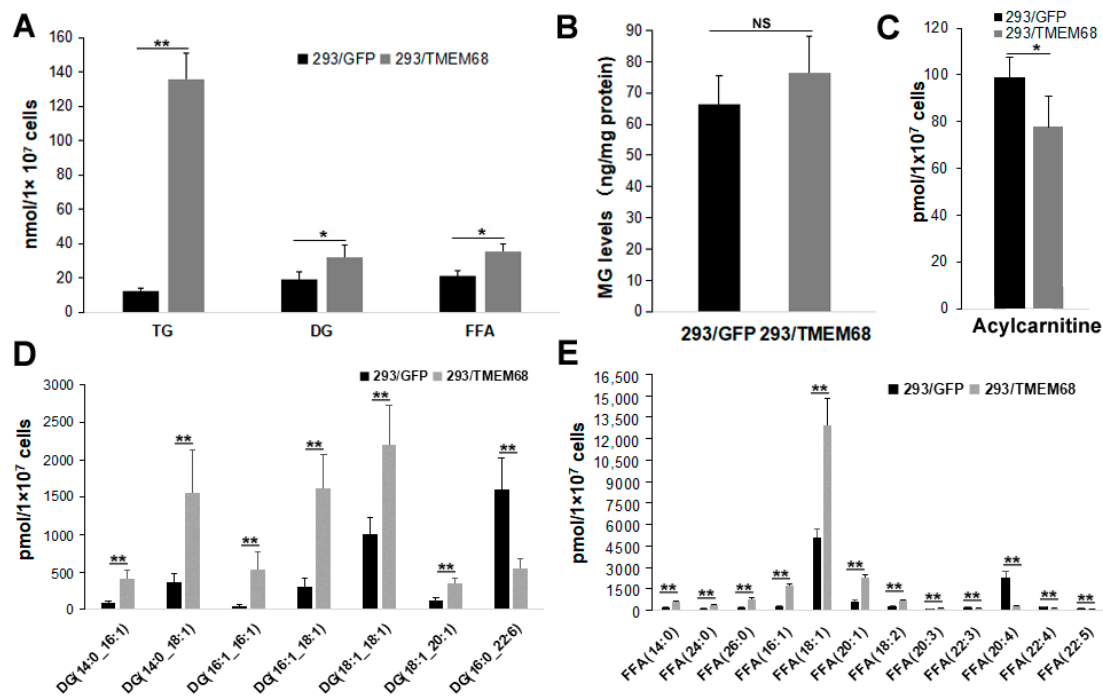 A
160
140
120
100
80
60
40
20
0
nmol/1× 10⁷ cells
293/GFP 293/TMEM68
**
*
*
TG DG FFA
B
90
80
70
60
50
40
30
20
10
0
MG levels （ng/mg protein)
NS
293/GFP 293/TMEM68
C
293/GFP
293/TMEM68
120
100
80
60
40
20
0
pmol/1x10⁷ cells
*
Acylcarnitine
D
293/GFP 293/TMEM68
3000
2500
2000
1500
1000
500
0
pmol/1×10⁷ cells
** ** ** ** ** ** **
DG(14:0_16:1)
DG(14:0_18:1)
DG(16:1_16:1)
DG(16:1_18:1)
DG(18:1_18:1)
DG(18:1_20:1)
DG(16:0_22:6)
E
293/GFP 293/TMEM68
16,500
15,000
13,500
12,000
10,500
9000
7500
6000
4500
3000
1500
0
pmol/1×10⁷ cells
** ** ** ** ** ** ** ** ** ** ** **
FFA(14:0)
FFA(24:0)
FFA(26:0)
FFA(16:1)
FFA(18:1)
FFA(20:1)
FFA(18:2)
FFA(20:3)
FFA(22:3)
FFA(20:4)
FFA(22:4)
FFA(22:5)